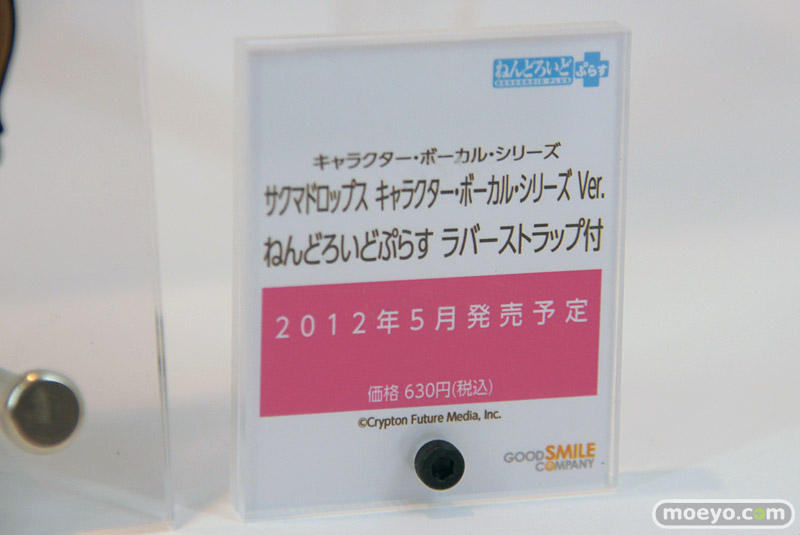 ねんどろいど ぷらす
NENDOROID PLUS
キャラクター・ボーカル・シリーズ
サクマドロップス キャラクター・ボーカル・シリーズ Ver.
ねんどろいどぷらす ラバーストラップ付
2012年5月発売予定
価格 630円(税込)
©Crypton Future Media, Inc.
GOOD SMILE
COMPANY
moeyo.com